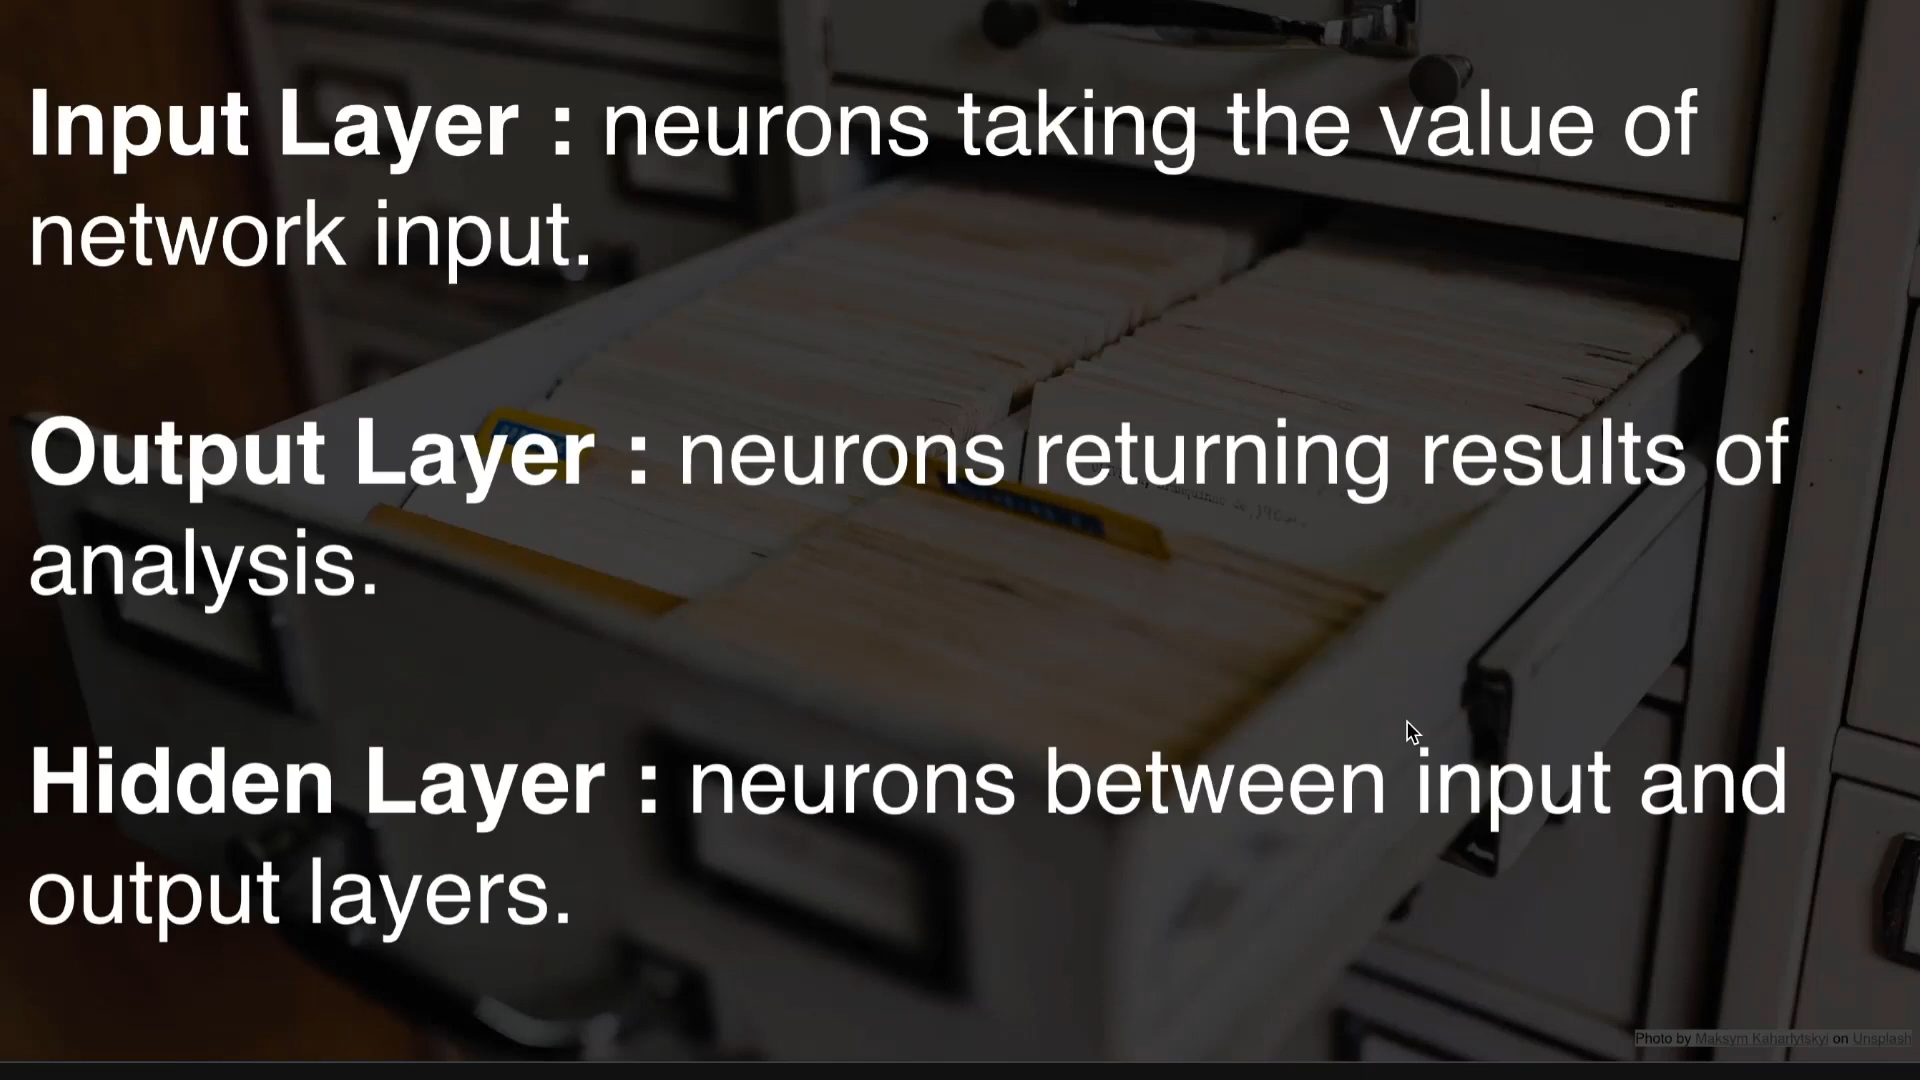 Input Layer : neurons taking the value of
network input.
Output Layer : neurons returning results of
analysis.
Hidden Layer : neurons between input and
output layers.
Photo by Maksym Kaharlytskyi on Unsplash